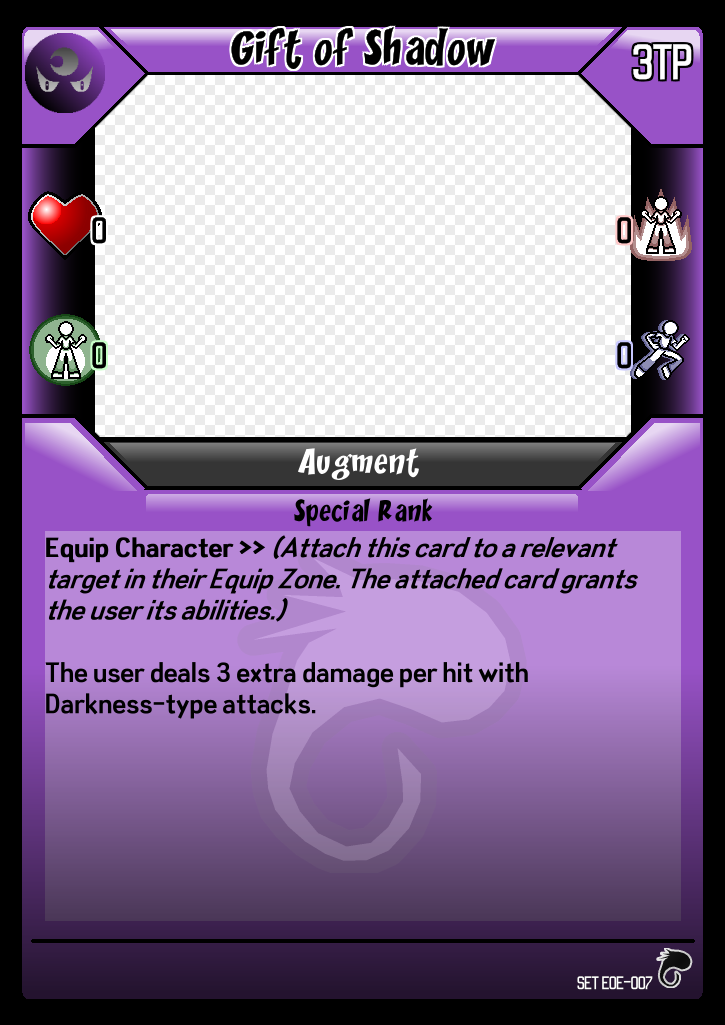 Gift of Shadow
3TP
0
0
0
0
Augment
Special Rank
Equip Character >> (Attach this card to a relevant
target in their Equip Zone. The attached card grants
the user its abilities.)
The user deals 3 extra damage per hit with
Darkness-type attacks.
SET EOE-007